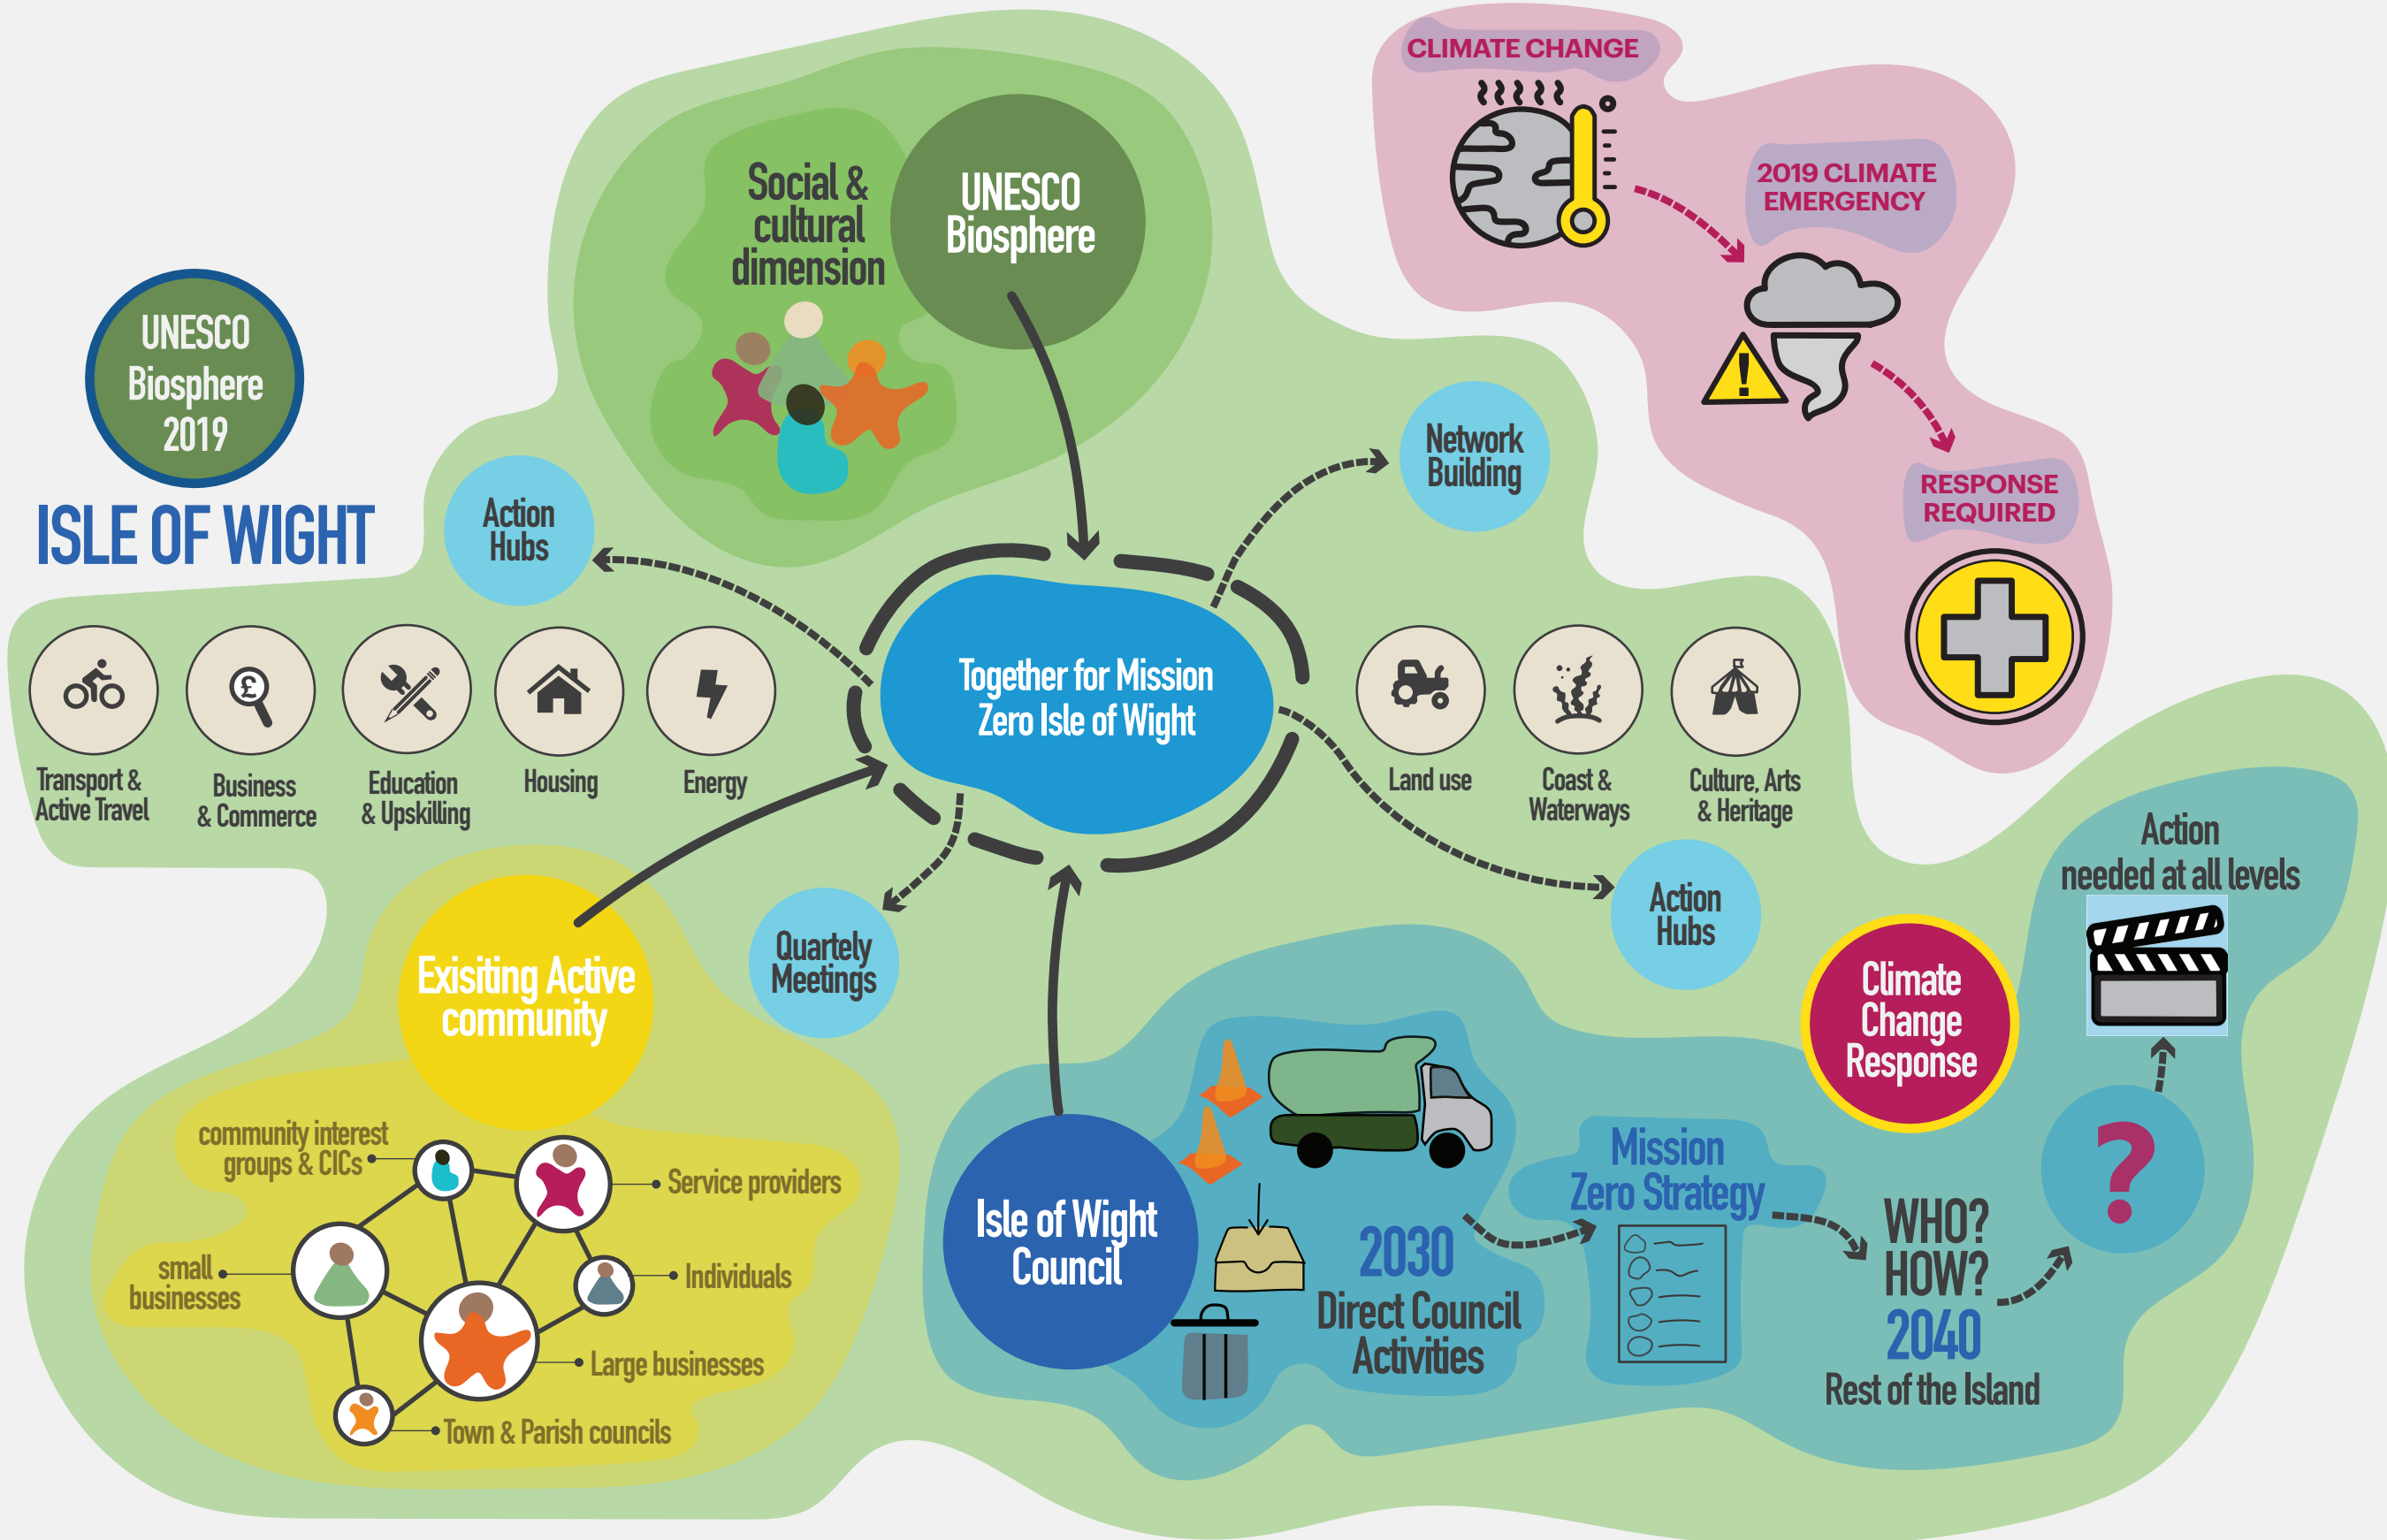 CLIMATE CHANGE
2019 CLIMATE
EMERGENCY
RESPONSE
REQUIRED
Social &
cultural
dimension
UNESCO
Biosphere
UNESCO
Biosphere
2019
ISLE OF WIGHT
Action
Hubs
Network
Building
Together for Mission
Zero Isle of Wight
£
Transport &
Active Travel
Business
& Commerce
Education
& Upskilling
Housing
Energy
Land use
Coast &
Waterways
Culture, Arts
& Heritage
Action
Hubs
Quartely
Meetings
Exisiting Active
community
community interest
groups & CICs
Service providers
small
businesses
Individuals
Large businesses
Town & Parish councils
Isle of Wight
Council
2030
Direct Council
Activities
Mission
Zero Strategy
WHO?
HOW?
2040
Rest of the Island
Climate
Change
Response
?
Action
needed at all levels
!